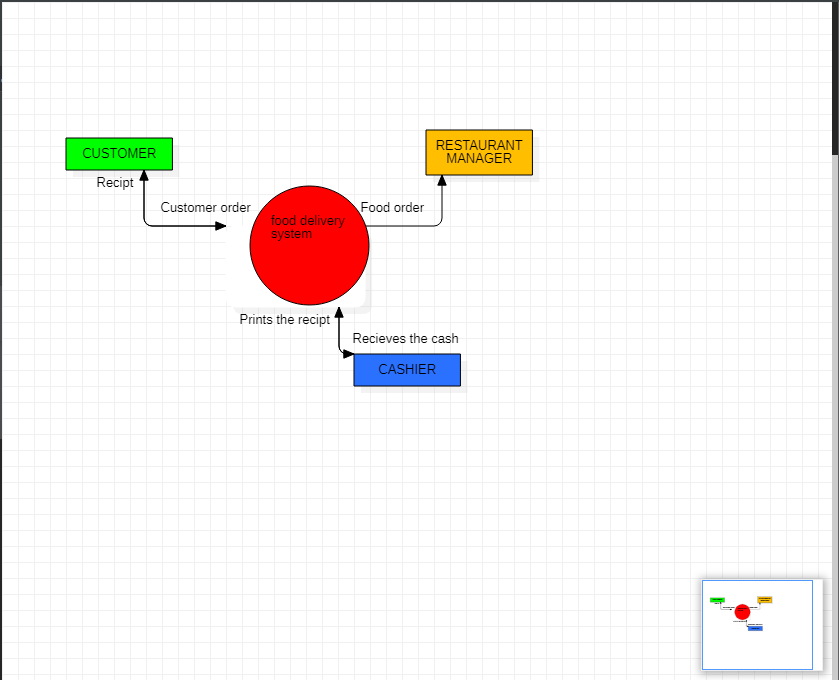 CUSTOMER
RESTAURANT
MANAGER
Recipt
Customer order
Food order
food delivery
system
Prints the recipt
Recieves the cash
CASHIER